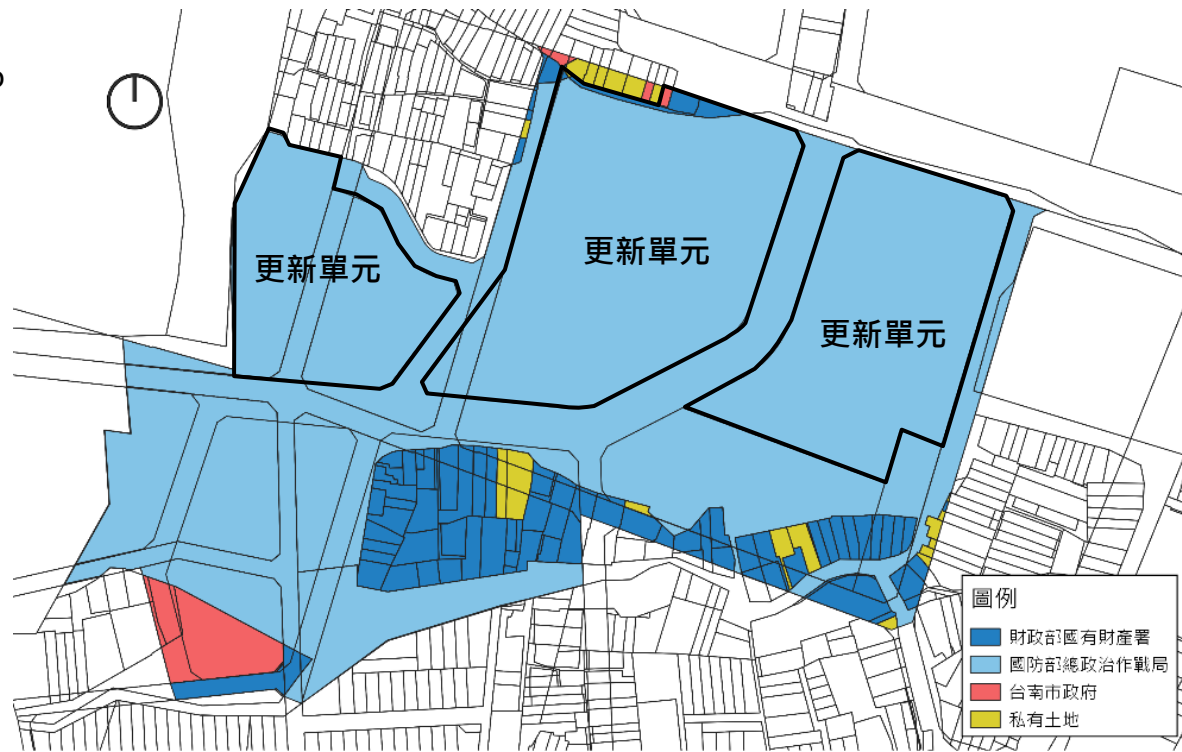 更新單元
更新單元
更新單元
圖例
財政部國有財產署
國防部總政治作戰局
台南市政府
私有土地